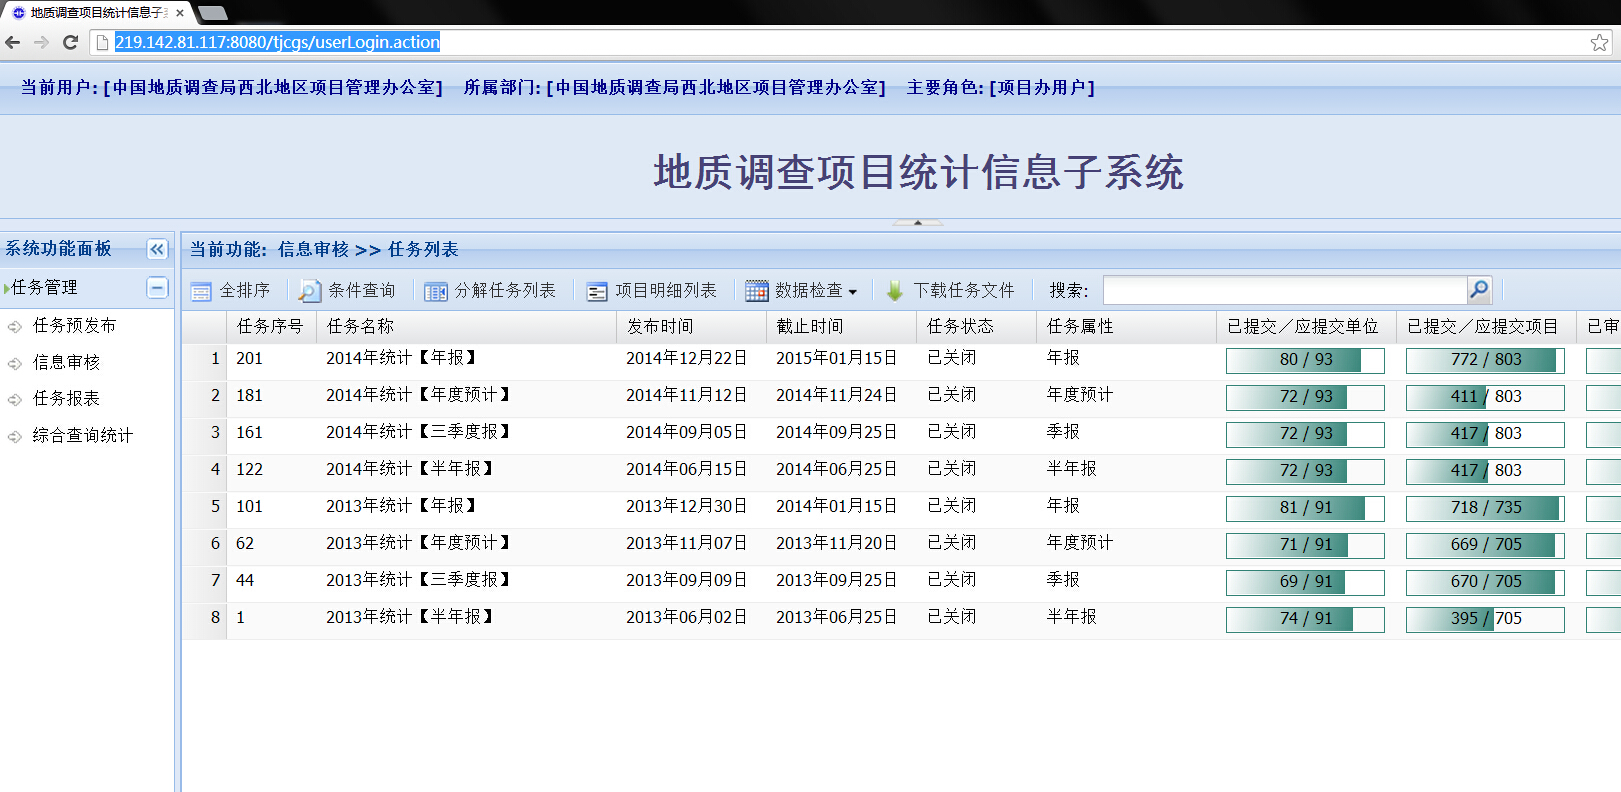 地质调查项目统计信息子
219.142.81.117:8080/tjcgs/userLogin.action
当前用户: [中国地质调查局西北地区项目管理办公室] 所属部门: [中国地质调查局西北地区项目管理办公室] 主要角色: [项目办用户]
地质调查项目统计信息子系统
系统功能面板
任务管理
任务预发布
信息审核
任务报表
综合查询统计
当前功能: 信息审核 >> 任务列表
全排序 条件查询 分解任务列表 项目明细列表 数据检查 下载任务文件 搜索:
任务序号 任务名称 发布时间 截止时间 任务状态 任务属性 已提交／应提交单位 已提交／应提交项目 已审
1 201 2014年统计【年报】 2014年12月22日 2015年01月15日 已关闭 年报 80 / 93 772 / 803
2 181 2014年统计【年度预计】 2014年11月12日 2014年11月24日 已关闭 年度预计 72 / 93 411 / 803
3 161 2014年统计【三季度报】 2014年09月05日 2014年09月25日 已关闭 季报 72 / 93 417 / 803
4 122 2014年统计【半年报】 2014年06月15日 2014年06月25日 已关闭 半年报 72 / 93 417 / 803
5 101 2013年统计【年报】 2013年12月30日 2014年01月15日 已关闭 年报 81 / 91 718 / 735
6 62 2013年统计【年度预计】 2013年11月07日 2013年11月20日 已关闭 年度预计 71 / 91 669 / 705
7 44 2013年统计【三季度报】 2013年09月09日 2013年09月25日 已关闭 季报 69 / 91 670 / 705
8 1 2013年统计【半年报】 2013年06月02日 2013年06月25日 已关闭 半年报 74 / 91 395 / 705